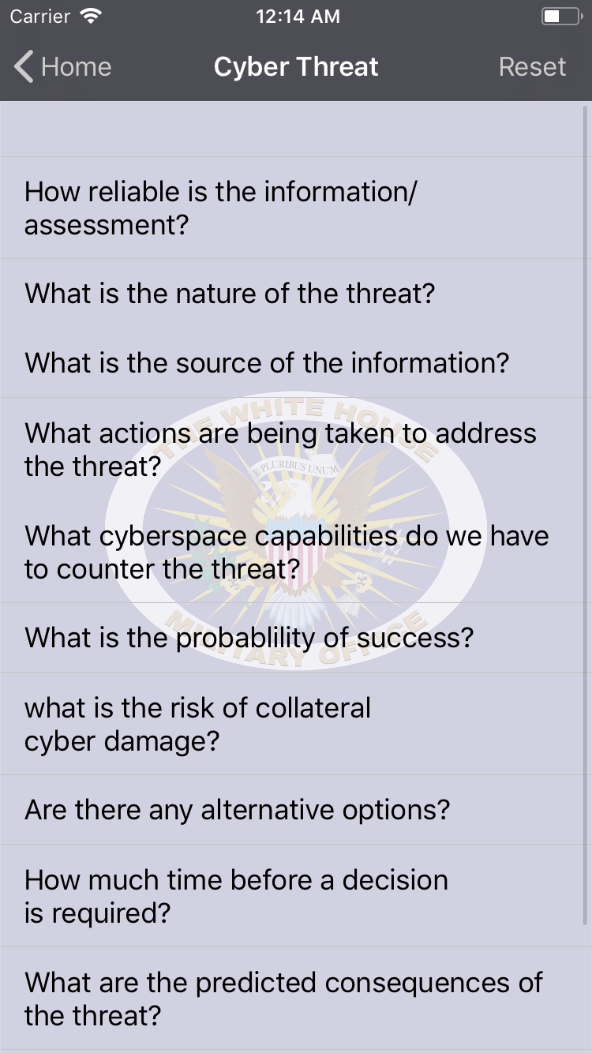 Carrier 12:14 AM
Home Cyber Threat Reset
How reliable is the information/
assessment?
What is the nature of the threat?
What is the source of the information?
THE WHITE HOUSE
What actions are being taken to address
the threat?
E PLURIBUS UNUM
What cyberspace capabilities do we have
to counter the threat?
What is the probablility of success?
MILITARY OFFICE
what is the risk of collateral
cyber damage?
Are there any alternative options?
How much time before a decision
is required?
What are the predicted consequences of
the threat?